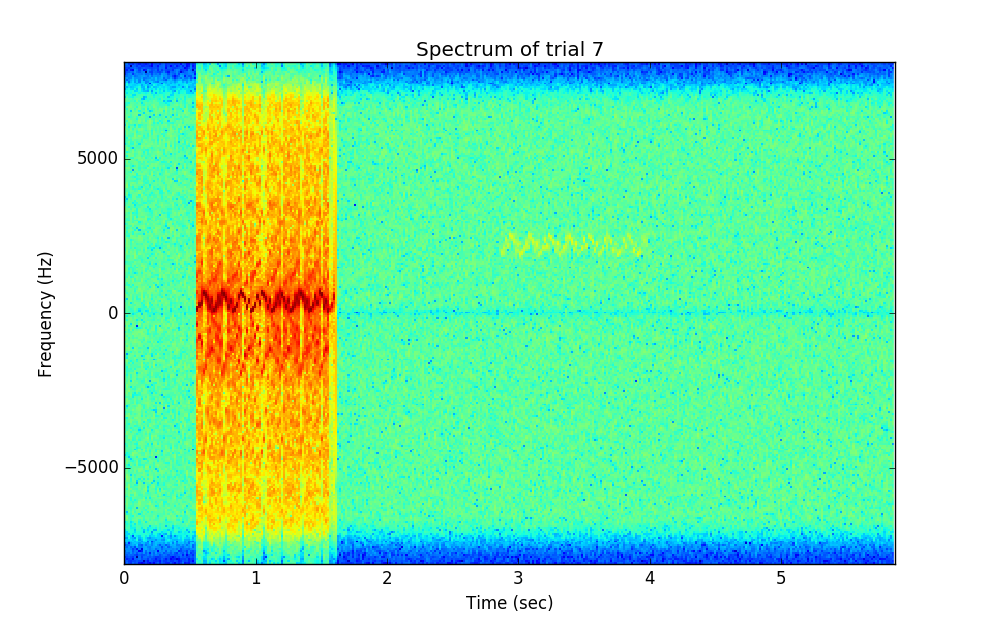 Spectrum of trial 7
Frequency (Hz)
5000
0
−5000
0 1 2 3 4 5
Time (sec)